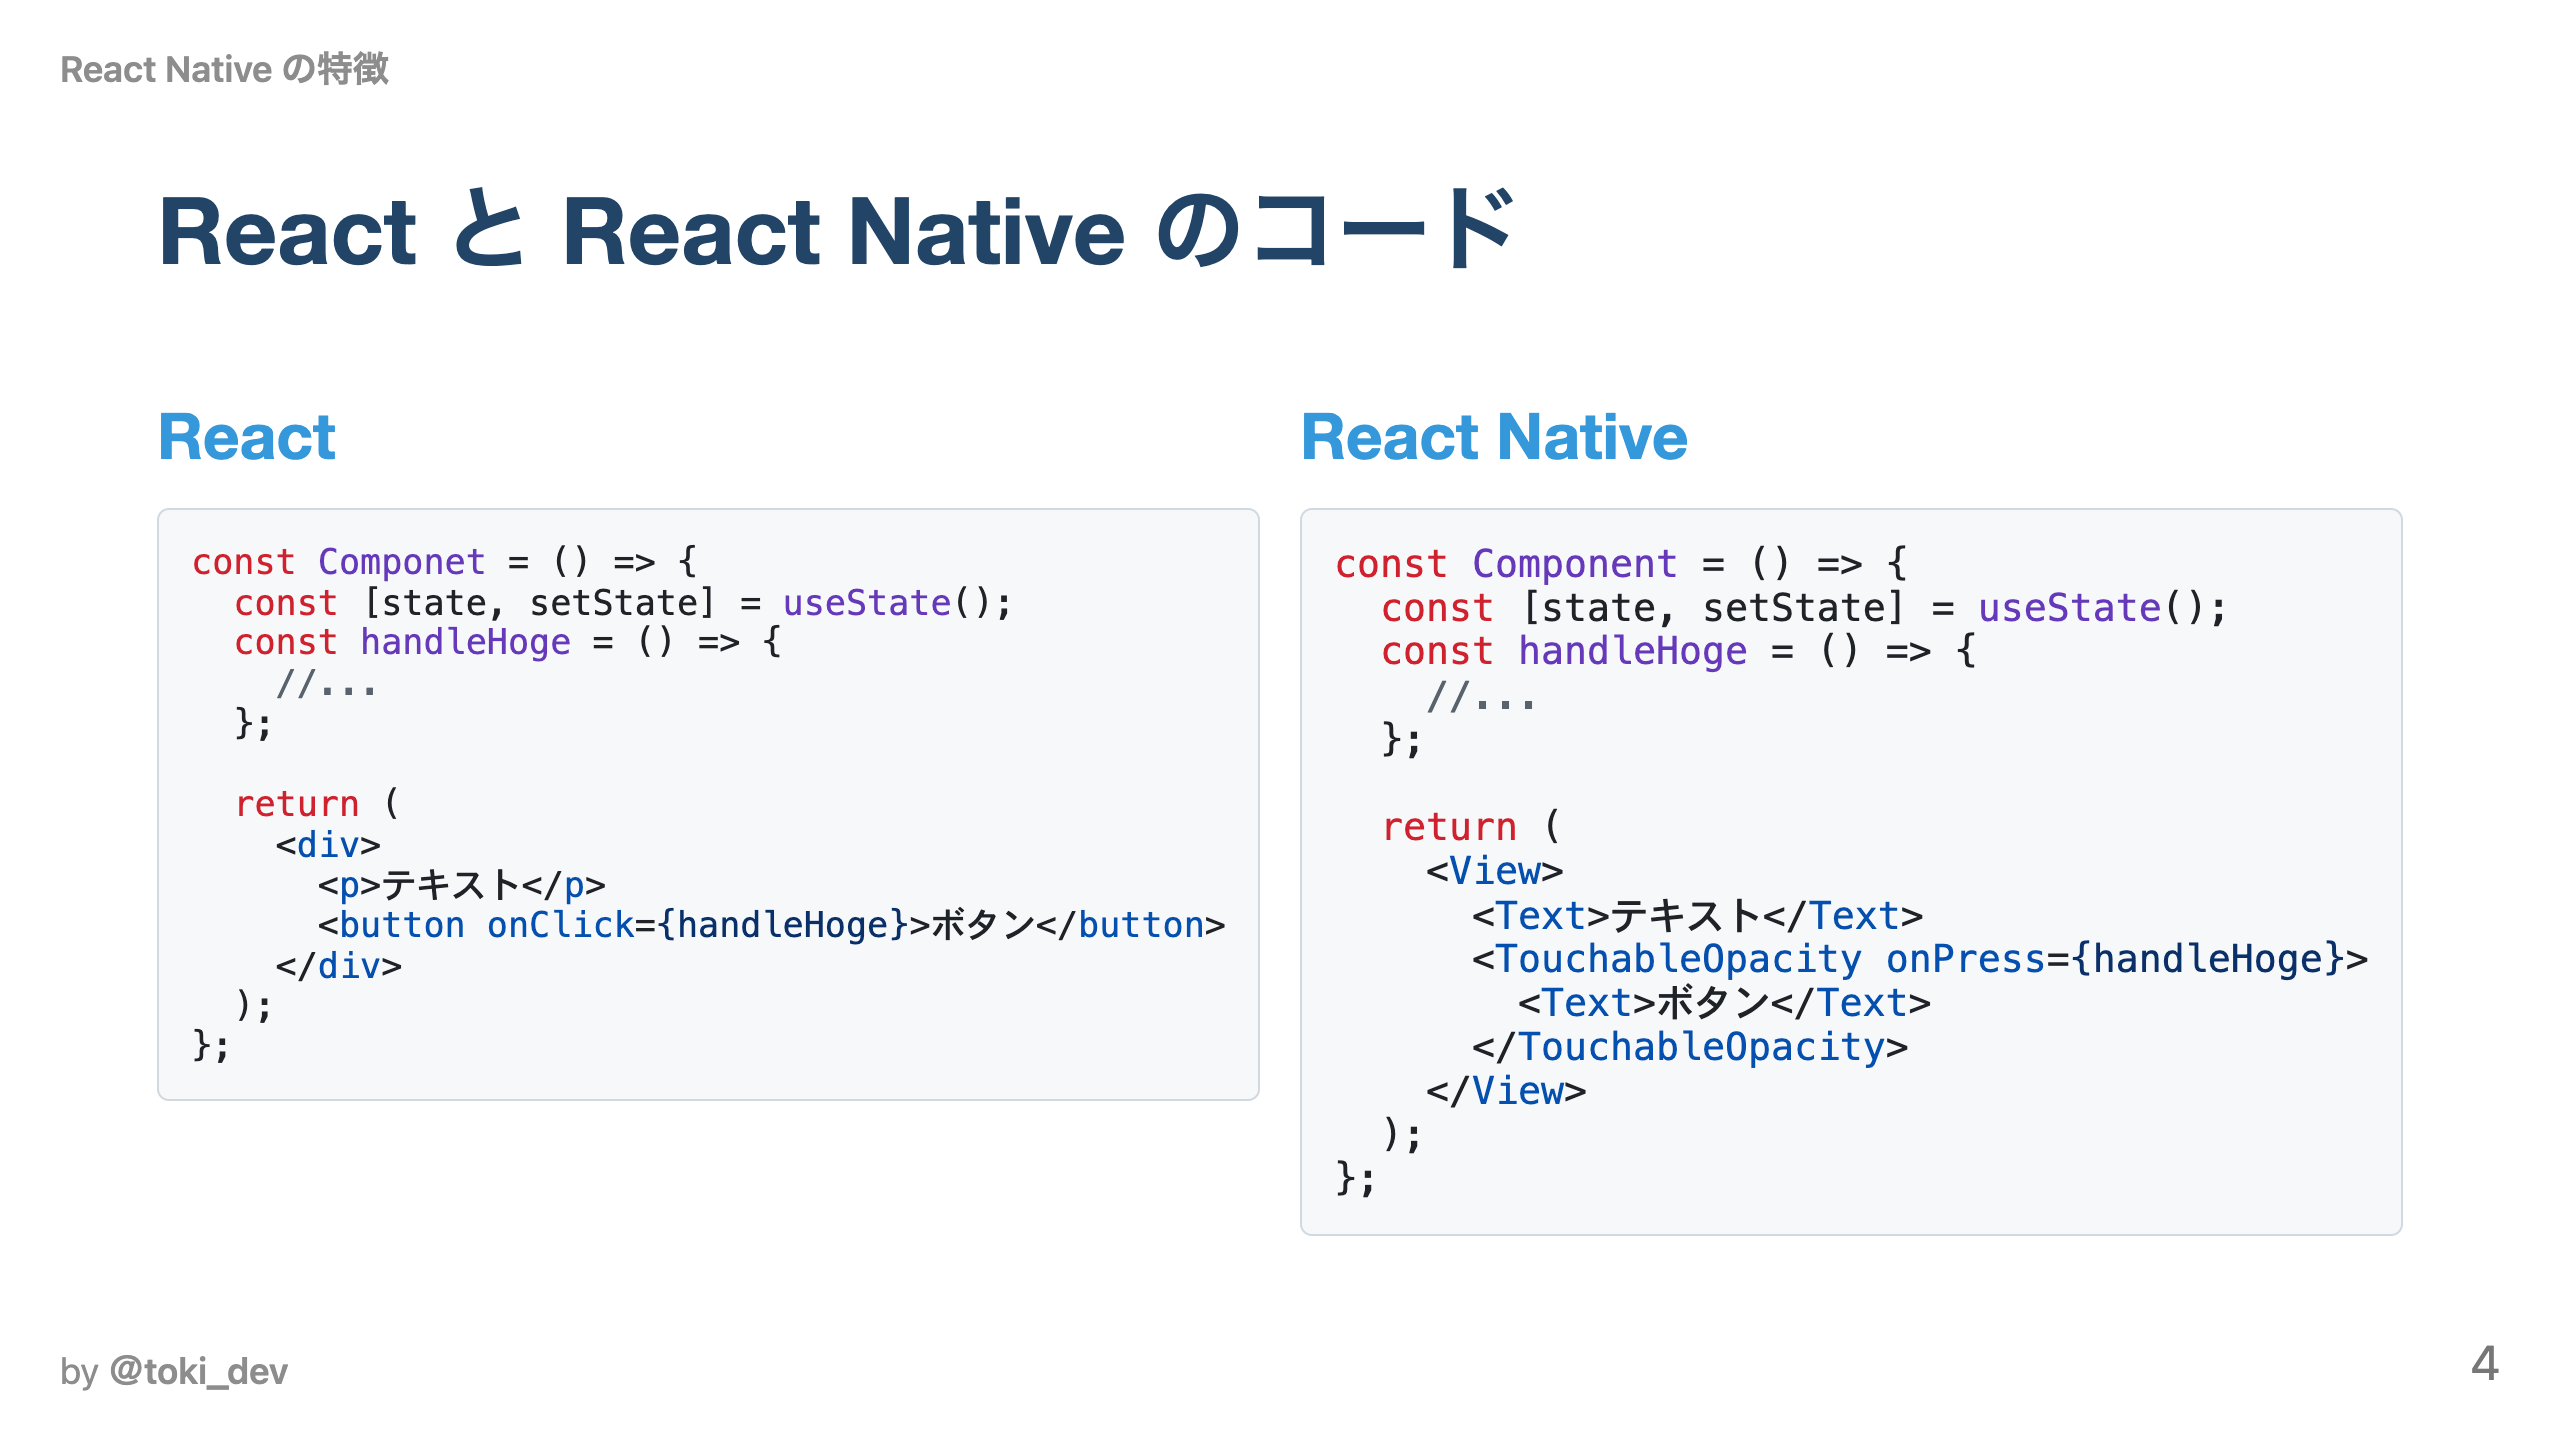 React Native の特徴
React と React Native のコード
React
const Componet = () => {
  const [state, setState] = useState();
  const handleHoge = () => {
    //...
  };

  return (
    <div>
      <p>テキスト</p>
      <button onClick={handleHoge}>ボタン</button>
    </div>
  );
};
React Native
const Component = () => {
  const [state, setState] = useState();
  const handleHoge = () => {
    //...
  };

  return (
    <View>
      <Text>テキスト</Text>
      <TouchableOpacity onPress={handleHoge}>
        <Text>ボタン</Text>
      </TouchableOpacity>
    </View>
  );
};
by @toki_dev
4